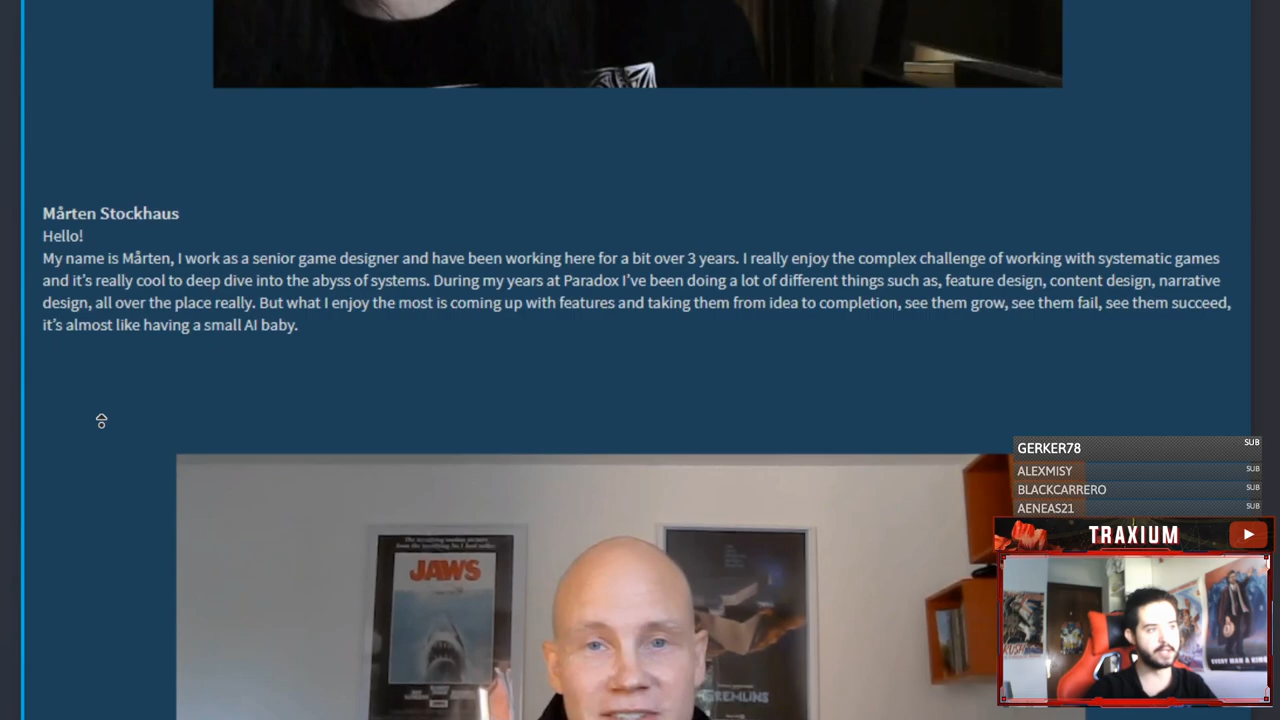 Mårten Stockhaus
Hello!
My name is Mårten, I work as a senior game designer and have been working here for a bit over 3 years. I really enjoy the complex challenge of working with systematic games
and it's really cool to deep dive into the abyss of systems. During my years at Paradox I've been doing a lot of different things such as, feature design, content design, narrative
design, all over the place really. But what I enjoy the most is coming up with features and taking them from idea to completion, see them grow, see them fail, see them succeed,
it's almost like having a small AI baby.
GERKER78 SUB
ALEXMISY SUB
BLACKCARRERO SUB
AENEAS21 SUB
TRAXIUM
JAWS
GREMLINS
EVERY MAN A KING